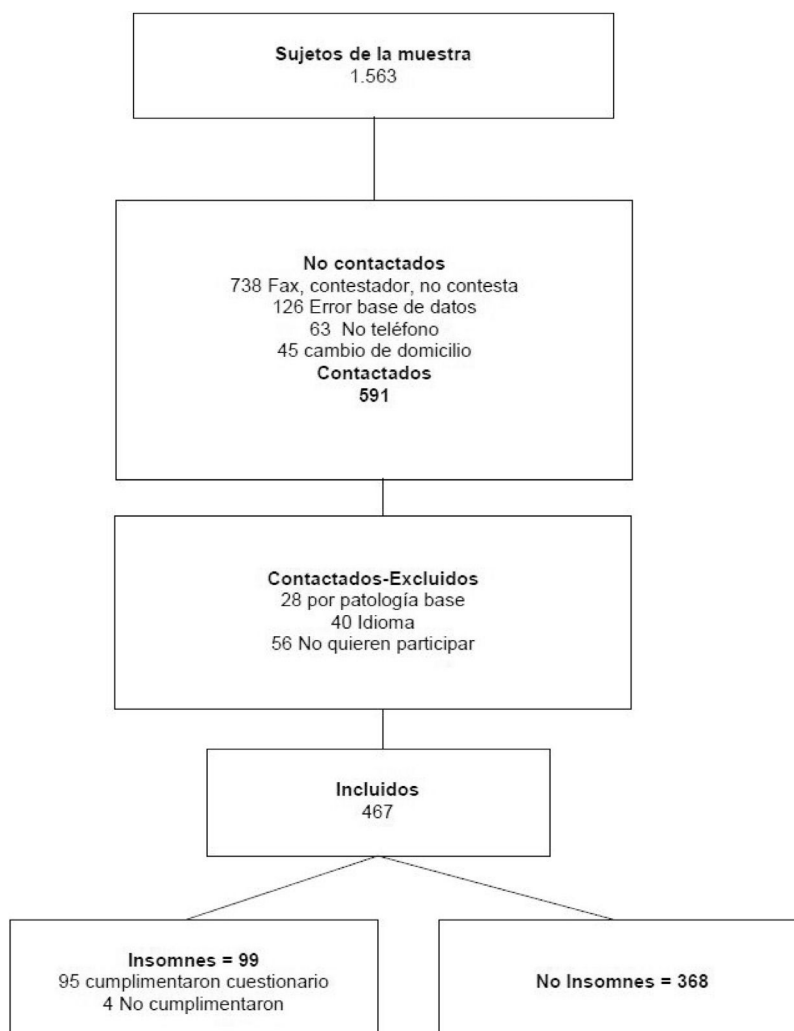 Sujetos de la muestra
1.563
No contactados
738 Fax, contestador, no contesta
126 Error base de datos
63 No teléfono
45 cambio de domicilio
Contactados
591
Contactados-Excluidos
28 por patología base
40 Idioma
56 No quieren participar
Incluidos
467
Insomnes = 99
95 cumplimentaron cuestionario
4 No cumplimentaron
No Insomnes = 368